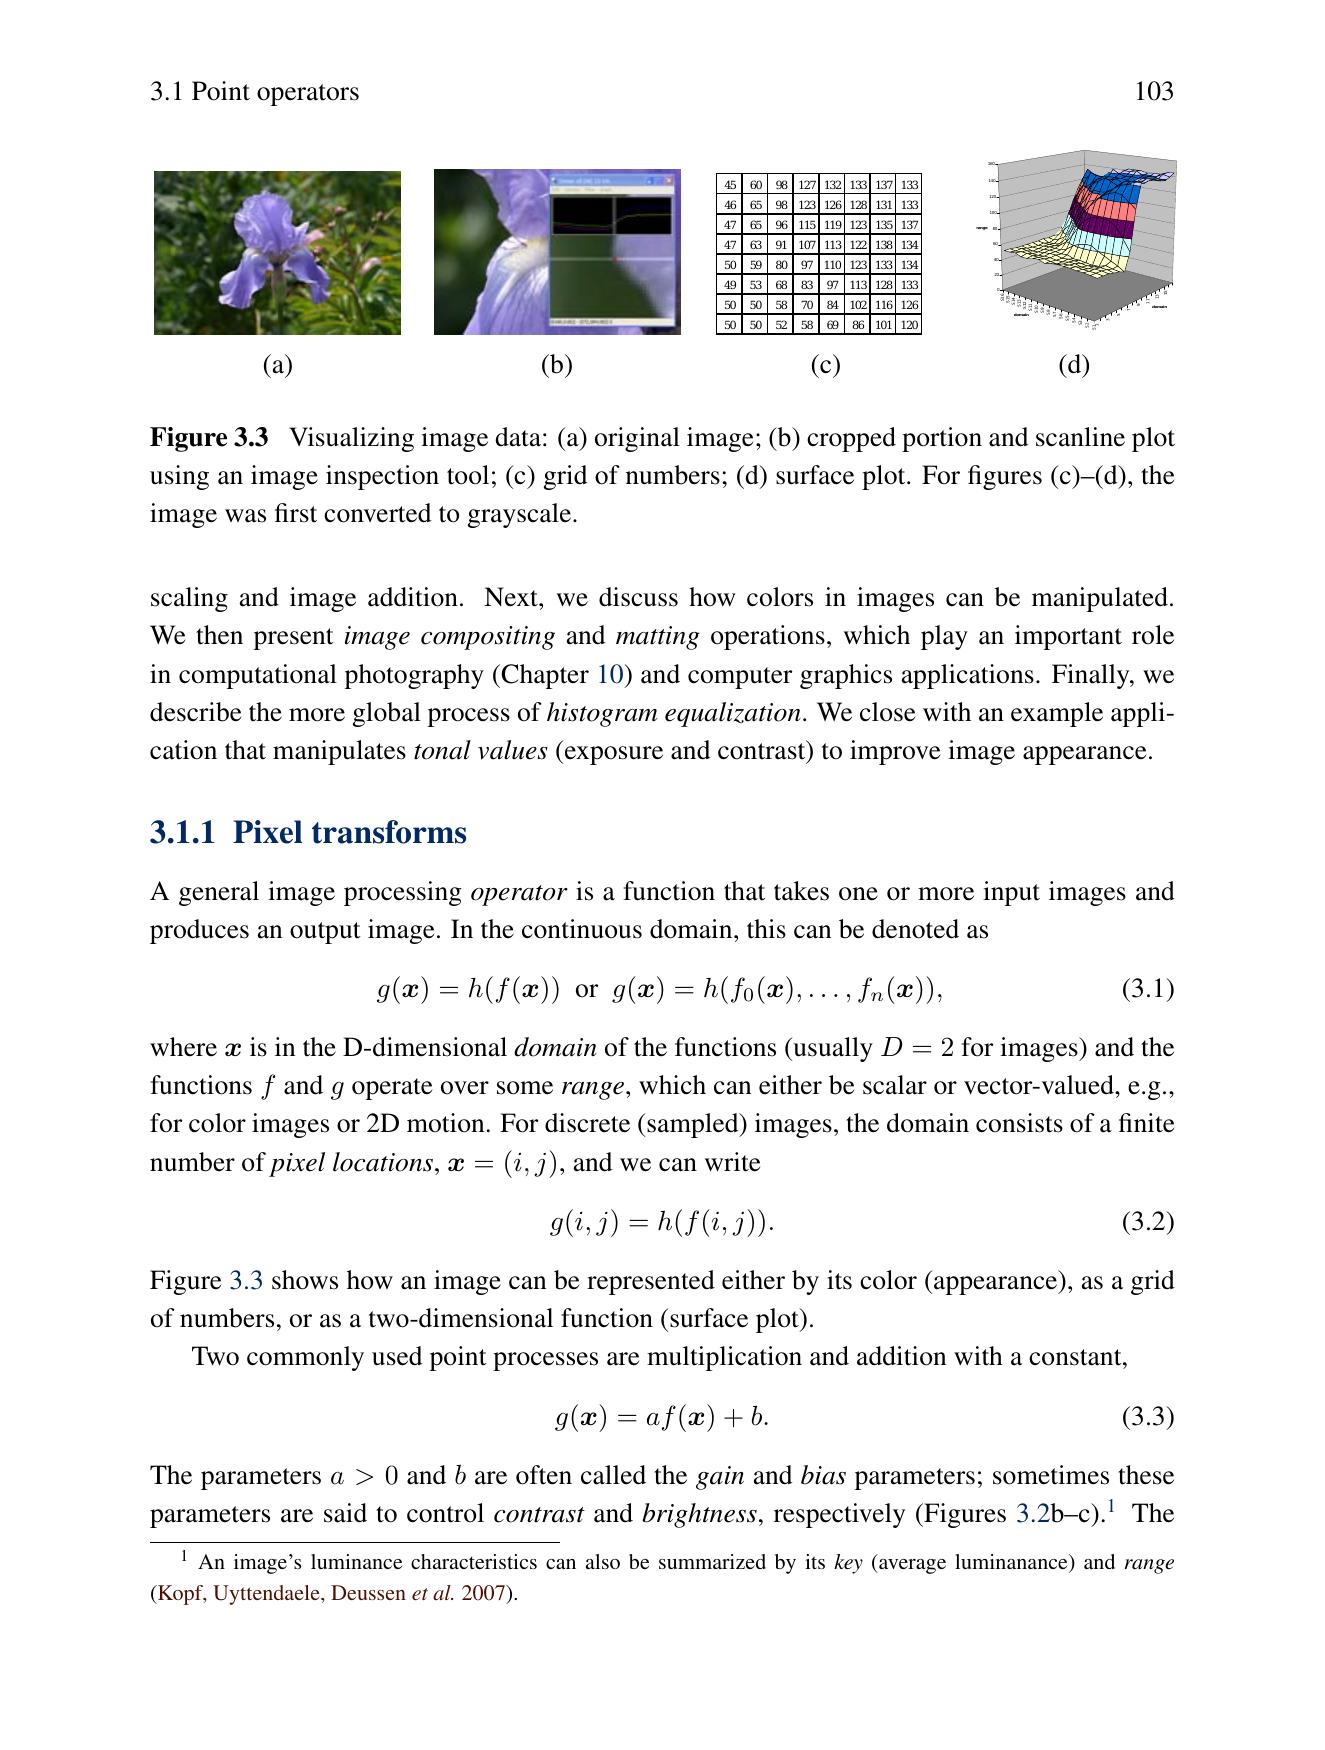 3.1 Point operators 103
45 60 98 127 132 133 137 133
46 65 98 123 126 128 131 133
47 65 96 115 119 123 135 137
47 63 91 107 113 122 138 134
50 59 80 97 110 123 133 134
49 53 68 83 97 113 128 133
50 50 58 70 84 102 116 126
50 50 52 58 69 86 101 120
range
domain
domain
(a) (b) (c) (d)
Figure 3.3 Visualizing image data: (a) original image; (b) cropped portion and scanline plot
using an image inspection tool; (c) grid of numbers; (d) surface plot. For figures (c)–(d), the
image was first converted to grayscale.
scaling and image addition. Next, we discuss how colors in images can be manipulated.
We then present image compositing and matting operations, which play an important role
in computational photography (Chapter 10) and computer graphics applications. Finally, we
describe the more global process of histogram equalization. We close with an example appli-
cation that manipulates tonal values (exposure and contrast) to improve image appearance.
3.1.1 Pixel transforms
A general image processing operator is a function that takes one or more input images and
produces an output image. In the continuous domain, this can be denoted as
g(x) = h(f(x)) or g(x) = h(f₀(x), . . . , fₙ(x)), (3.1)
where x is in the D-dimensional domain of the functions (usually D = 2 for images) and the
functions f and g operate over some range, which can either be scalar or vector-valued, e.g.,
for color images or 2D motion. For discrete (sampled) images, the domain consists of a finite
number of pixel locations, x = (i, j), and we can write
g(i, j) = h(f(i, j)). (3.2)
Figure 3.3 shows how an image can be represented either by its color (appearance), as a grid
of numbers, or as a two-dimensional function (surface plot).
Two commonly used point processes are multiplication and addition with a constant,
g(x) = af(x) + b. (3.3)
The parameters a > 0 and b are often called the gain and bias parameters; sometimes these
parameters are said to control contrast and brightness, respectively (Figures 3.2b–c).¹ The
¹ An image’s luminance characteristics can also be summarized by its key (average luminanance) and range
(Kopf, Uyttendaele, Deussen et al. 2007).